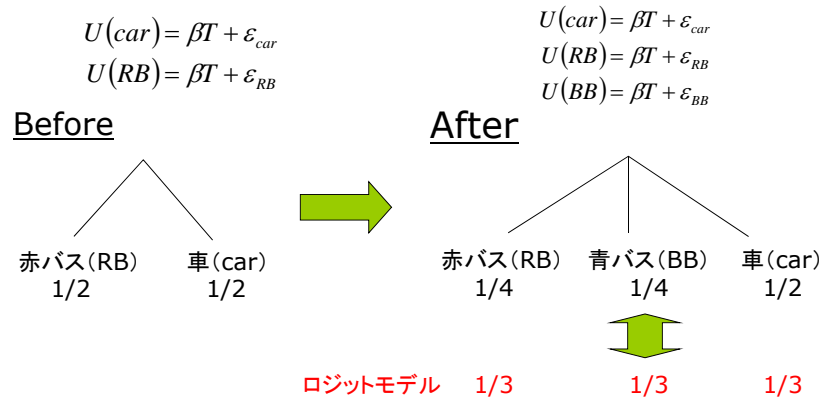 U(car) = βT + ε_car
U(RB) = βT + ε_RB
Before
赤バス(RB) 車(car)
1/2 1/2
U(car) = βT + ε_car
U(RB) = βT + ε_RB
U(BB) = βT + ε_BB
After
赤バス(RB) 青バス(BB) 車(car)
1/4 1/4 1/2
ロジットモデル 1/3 1/3 1/3